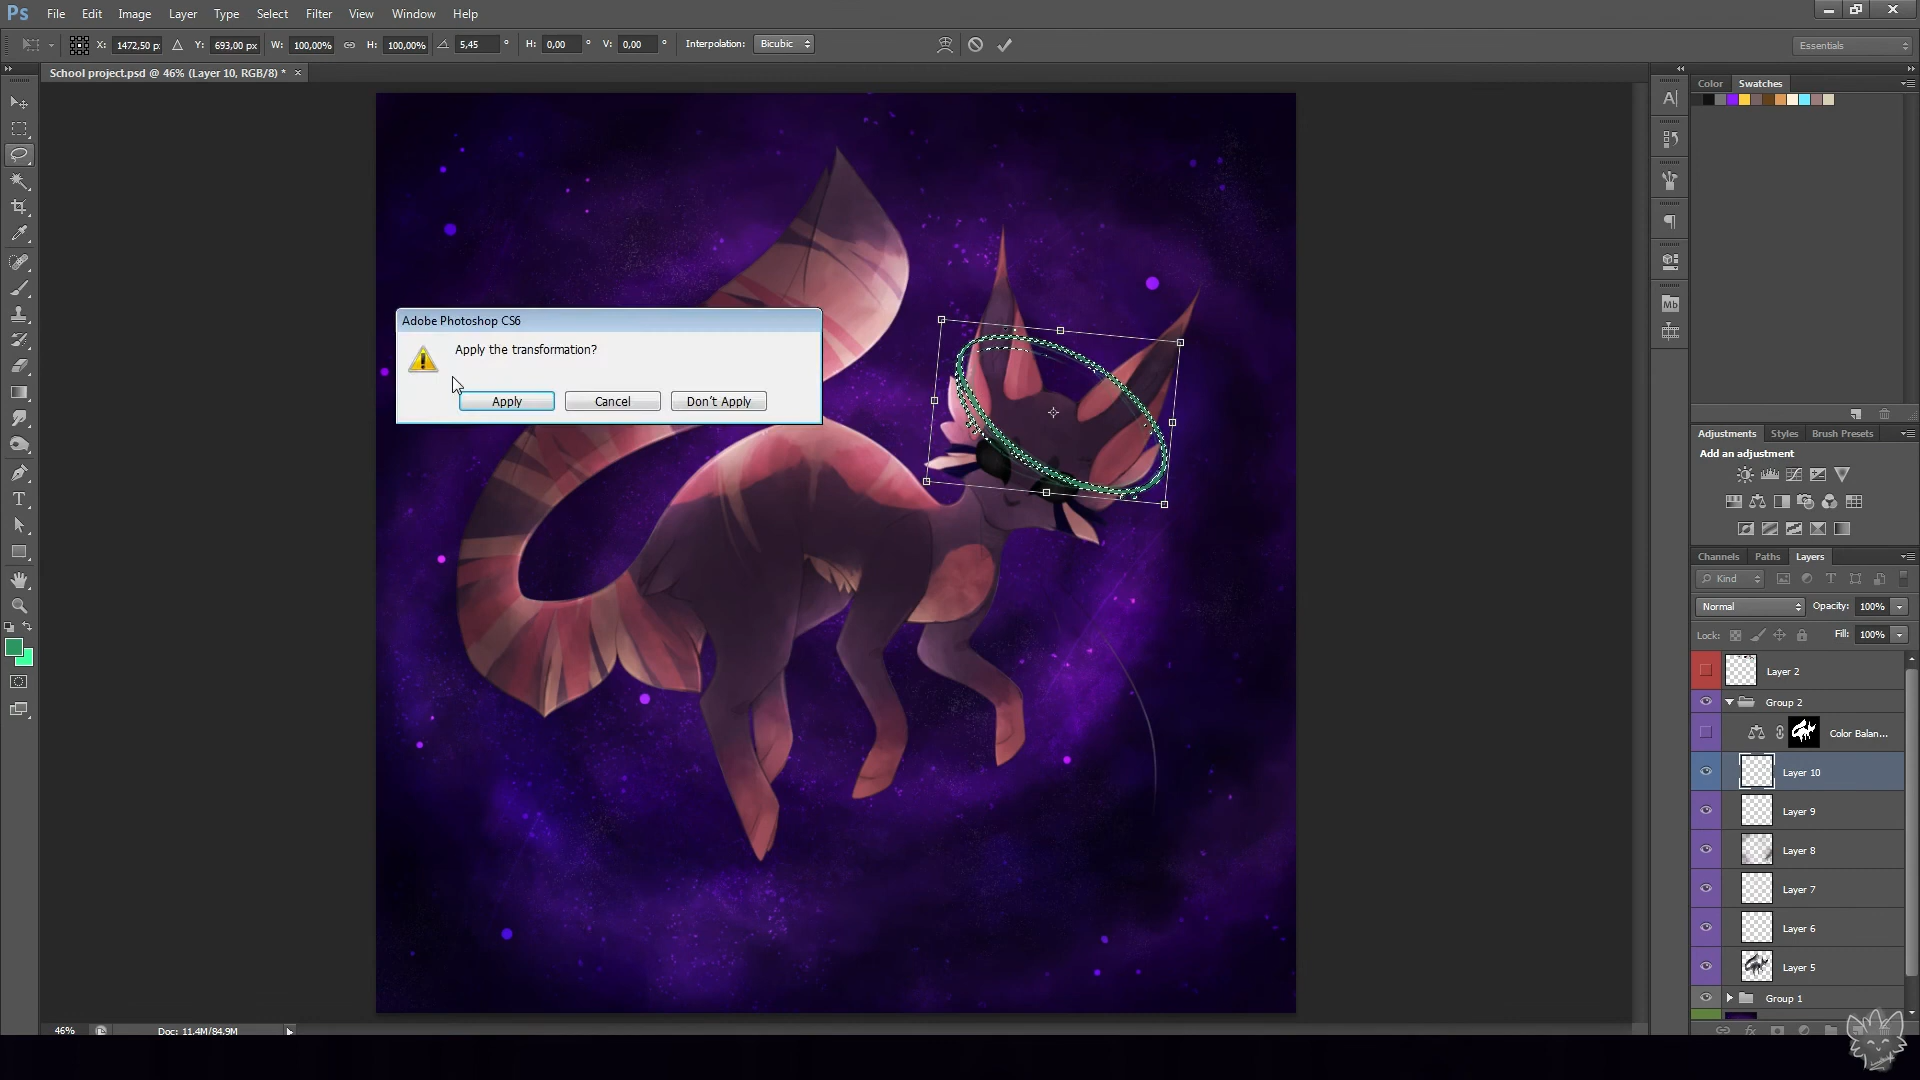 Ps File Edit Image Layer Type Select Filter View Window Help
X: 1472,50 p: Y: 693,00 px W: 100,00% H: 100,00% 5,45 ° H: 0,00 ° V: 0,00 ° Interpolation: Bicubic Essentials
School project.psd @ 46% (Layer 10, RGB/8) * ×
Color Swatches
Adobe Photoshop CS6
Apply the transformation?
Apply Cancel Don't Apply
A|
Mb
Adjustments Styles Brush Presets
Add an adjustment
Channels Paths Layers
Kind T
Normal Opacity: 100%
Lock: Fill: 100%
Layer 2
Group 2
Color Balan...
Layer 10
Layer 9
Layer 8
Layer 7
Layer 6
Layer 5
Group 1
T
46% Doc: 11.4M/84.9M
fx